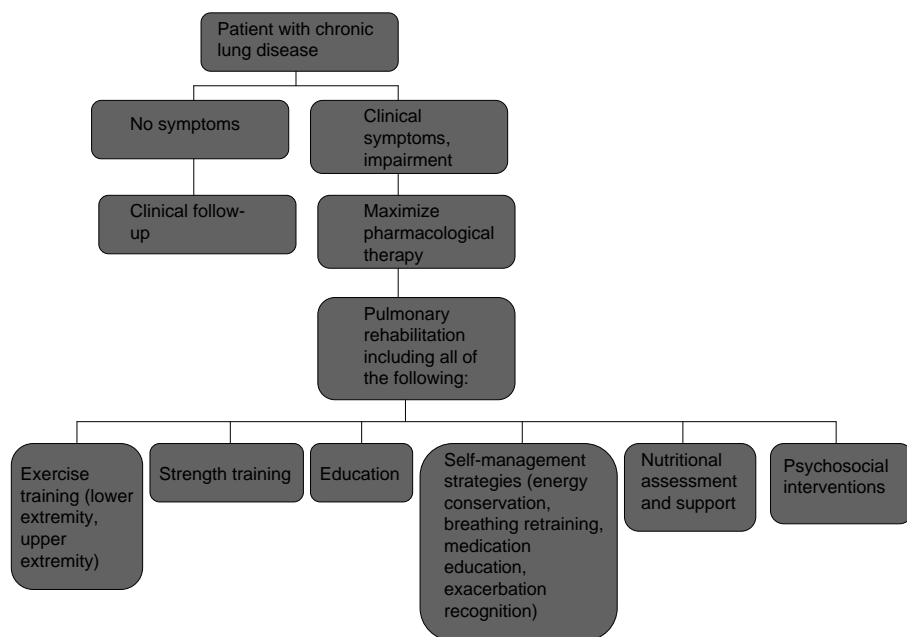 Patient with chronic
lung disease
No symptoms
Clinical
symptoms,
impairment
Clinical follow-
up
Maximize
pharmacological
therapy
Pulmonary
rehabilitation
including all of
the following:
Exercise
training (lower
extremity,
upper
extremity)
Strength training
Education
Self-management
strategies (energy
conservation,
breathing retraining,
medication
education,
exacerbation
recognition)
Nutritional
assessment
and support
Psychosocial
interventions